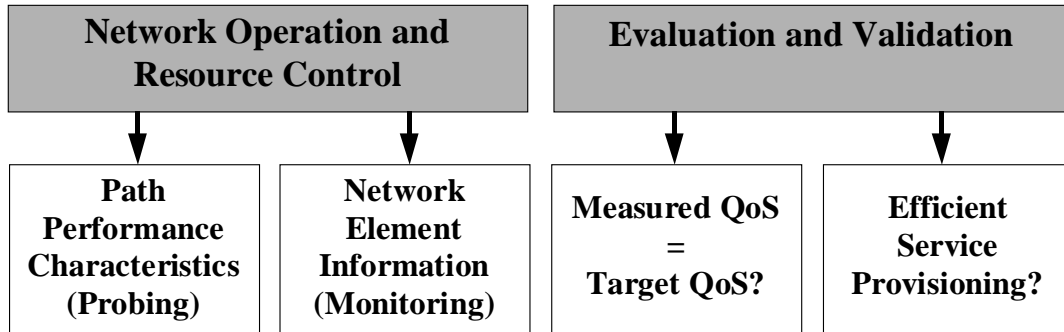 Network Operation and
Resource Control
Evaluation and Validation
Path
Performance
Characteristics
(Probing)
Network
Element
Information
(Monitoring)
Measured QoS
=
Target QoS?
Efficient
Service
Provisioning?